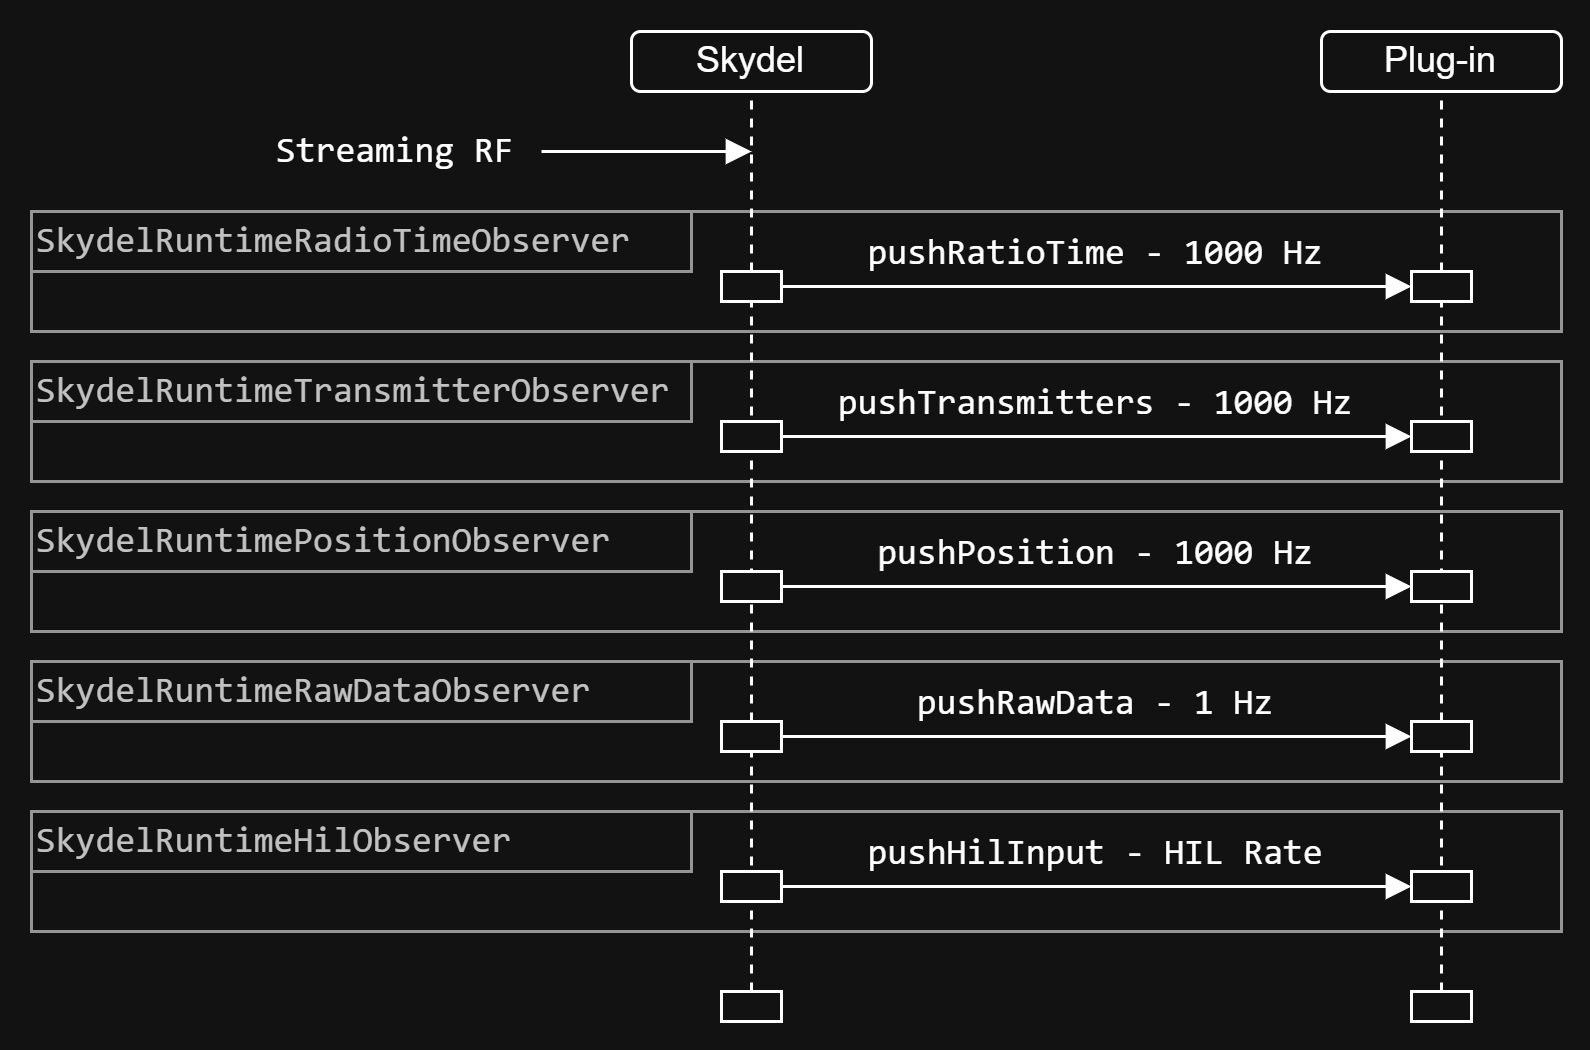 Skydel
Plug-in
Streaming RF
SkydelRuntimeRadioTimeObserver
pushRatioTime - 1000 Hz
SkydelRuntimeTransmitterObserver
pushTransmitters - 1000 Hz
SkydelRuntimePositionObserver
pushPosition - 1000 Hz
SkydelRuntimeRawDataObserver
pushRawData - 1 Hz
SkydelRuntimeHilObserver
pushHilInput - HIL Rate